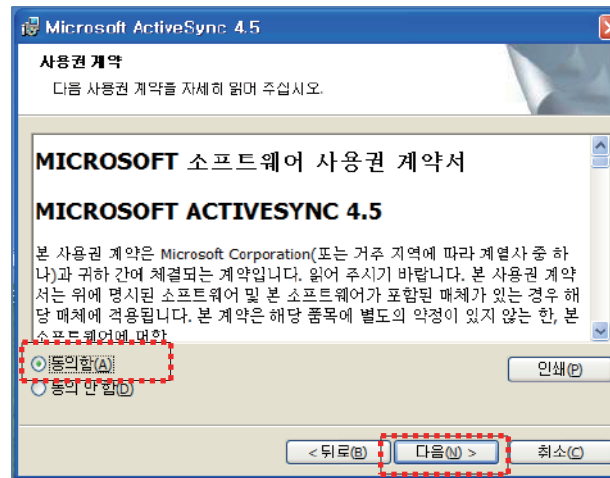 Microsoft ActiveSync 4.5
사용권 계약
다음 사용권 계약을 자세히 읽어 주십시오.
MICROSOFT 소프트웨어 사용권 계약서
MICROSOFT ACTIVESYNC 4.5
본 사용권 계약은 Microsoft Corporation(또는 거주 지역에 따라 계열사 중 하
나)과 귀하 간에 체결되는 계약입니다. 읽어 주시기 바랍니다. 본 사용권 계약
서는 위에 명시된 소프트웨어 및 본 소프트웨어가 포함된 매체가 있는 경우 해
당 매체에 적용됩니다. 본 계약은 해당 품목에 별도의 약정이 있지 않는 한, 본
소프트웨어에 대한
동의함(A)
동의 안 함(D)
인쇄(P)
< 뒤로(B)
다음(N) >
취소(C)